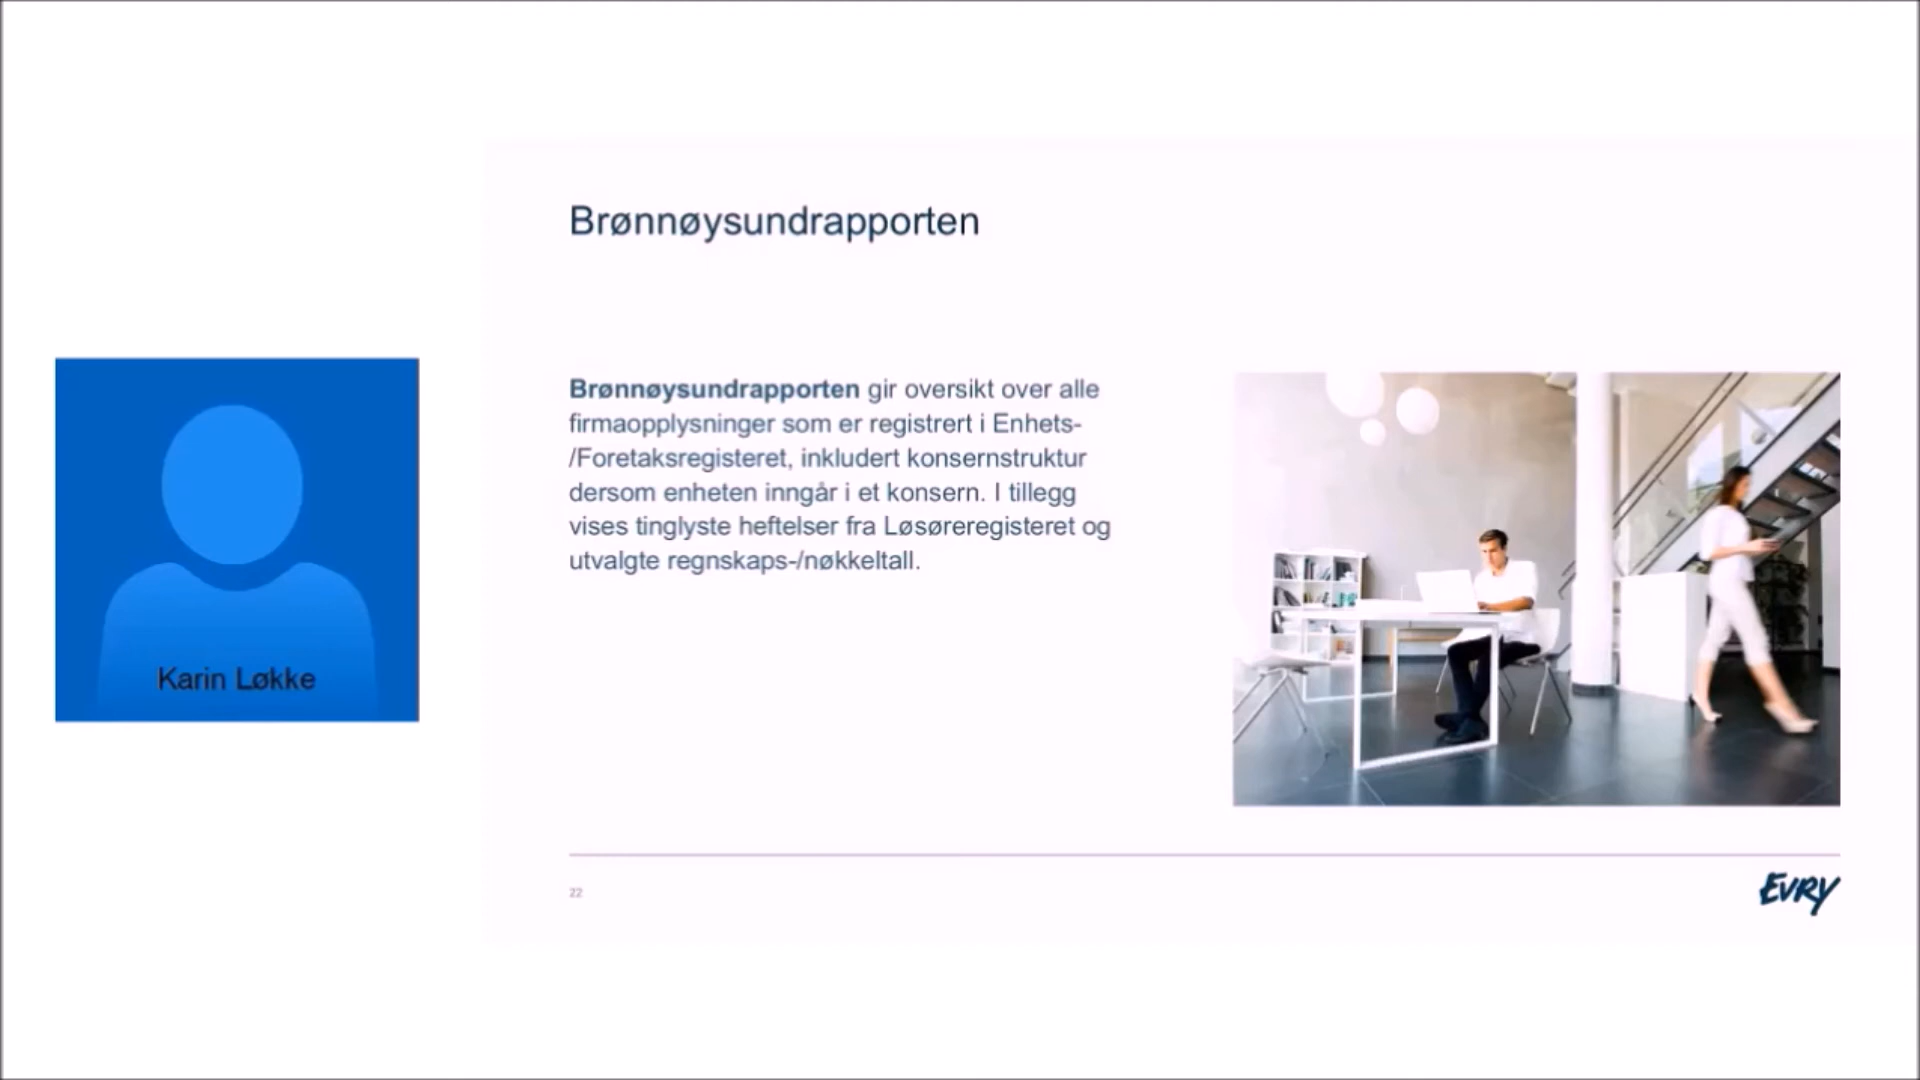 Brønnøysundrapporten
Brønnøysundrapporten gir oversikt over alle
firmaopplysninger som er registrert i Enhets-
/Foretaksregisteret, inkludert konsernstruktur
dersom enheten inngår i et konsern. I tillegg
vises tinglyste heftelser fra Løsøreregisteret og
utvalgte regnskaps-/nøkkeltall.
Karin Løkke
22
EVRY